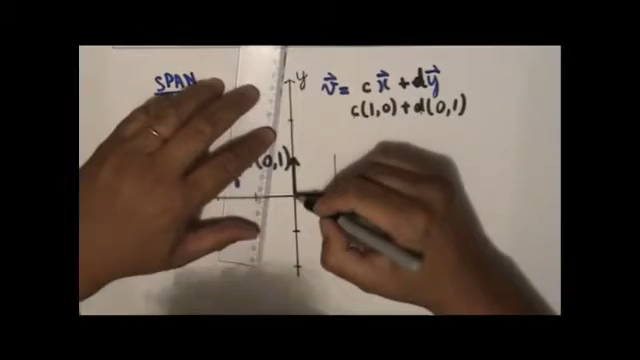 SPAN
y
v⃗ = c x⃗ + d y⃗
c(1,0) + d(0,1)
(0,1)